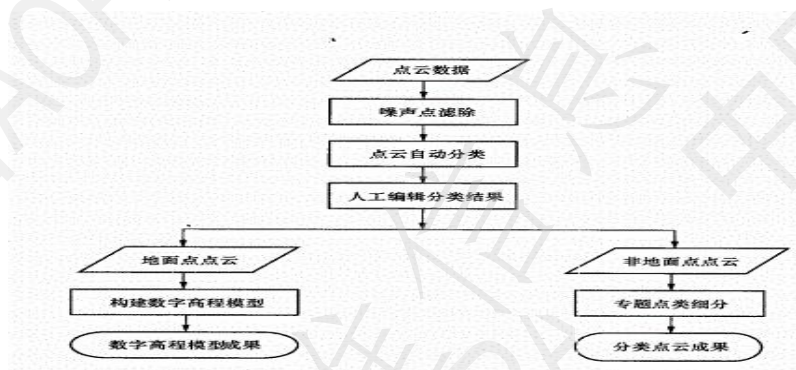 点云数据
噪声点滤除
点云自动分类
人工编辑分类结果
地面点点云
非地面点点云
构建数字高程模型
专题点类细分
数字高程模型成果
分类点云成果